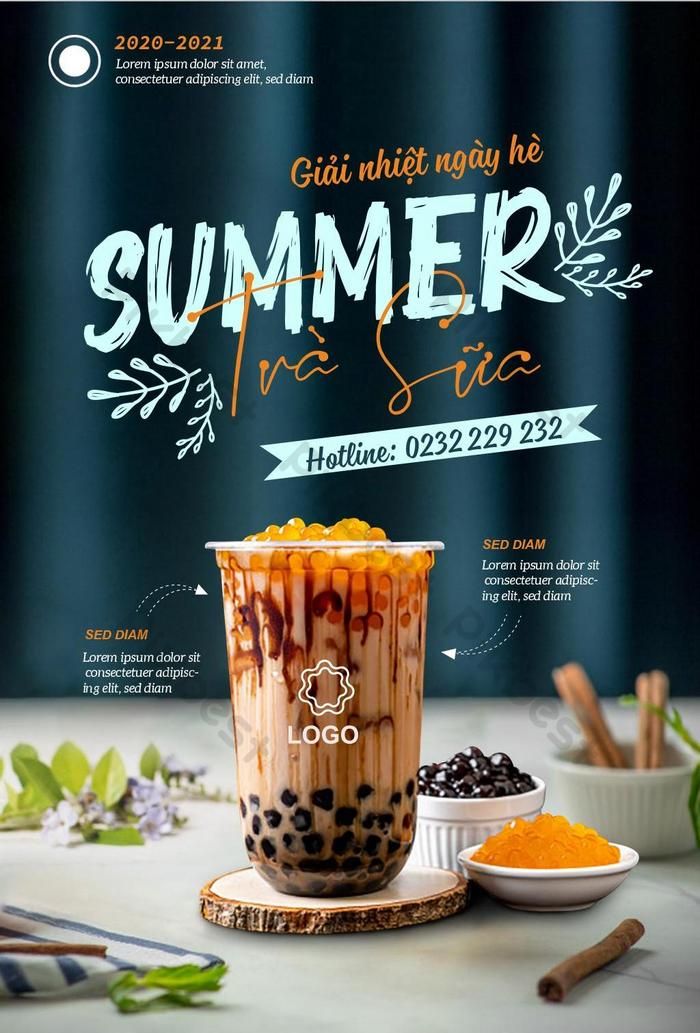 2020-2021
Lorem ipsum dolor sit amet,
consectetuer adipiscing elit, sed diam
Giải nhiệt ngày hè
SUMMER
Trà Sữa
Hotline: 0232 229 232
SED DIAM
Lorem ipsum dolor sit
consectetuer adipisc-
ing elit, sed diam
SED DIAM
Lorem ipsum dolor sit
consectetuer adipisc-
ing elit, sed diam
LOGO